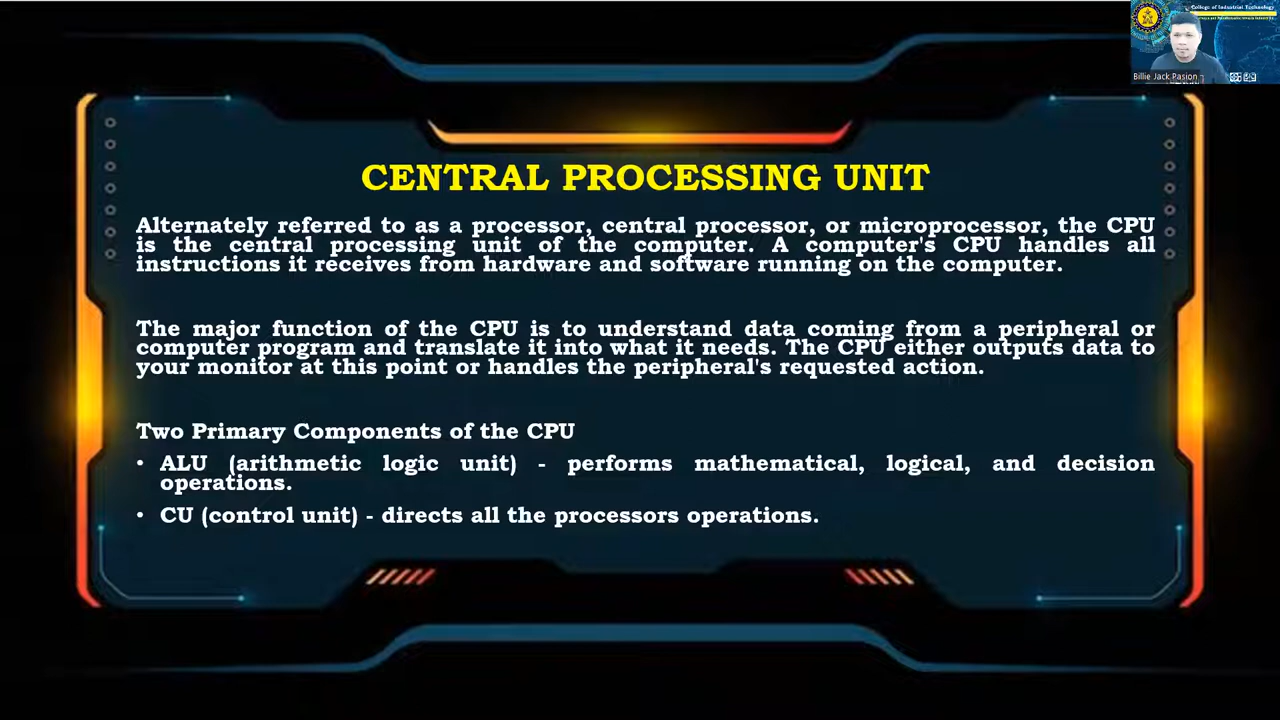 College of Industrial Technology
Billie Jack Pasion
CENTRAL PROCESSING UNIT
Alternately referred to as a processor, central processor, or microprocessor, the CPU
is the central processing unit of the computer. A computer's CPU handles all
instructions it receives from hardware and software running on the computer.
The major function of the CPU is to understand data coming from a peripheral or
computer program and translate it into what it needs. The CPU either outputs data to
your monitor at this point or handles the peripheral's requested action.
Two Primary Components of the CPU
• ALU (arithmetic logic unit) - performs mathematical, logical, and decision
operations.
• CU (control unit) - directs all the processors operations.